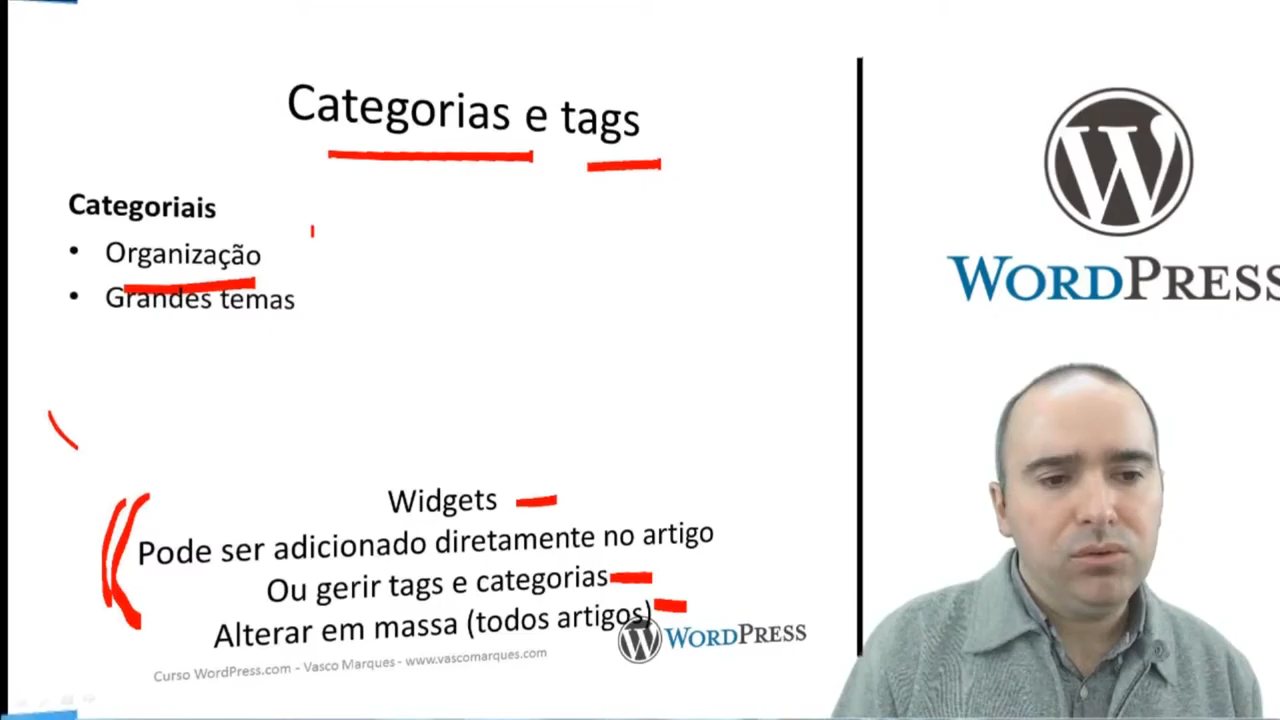 Categorias e tags
Categoriais
• Organização
• Grandes temas
Widgets
Pode ser adicionado diretamente no artigo
Ou gerir tags e categorias
Alterar em massa (todos artigos)
WORDPRESS
Curso WordPress.com - Vasco Marques - www.vascomarques.com
WORDPRESS